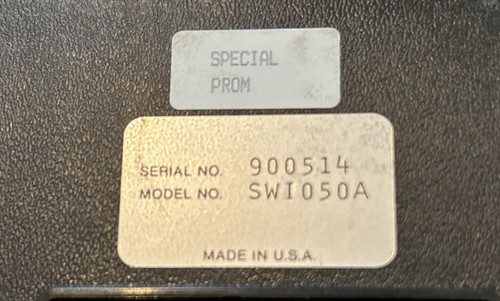 SPECIAL
PROM
SERIAL NO. 900514
MODEL NO. SWI050A
MADE IN U.S.A.